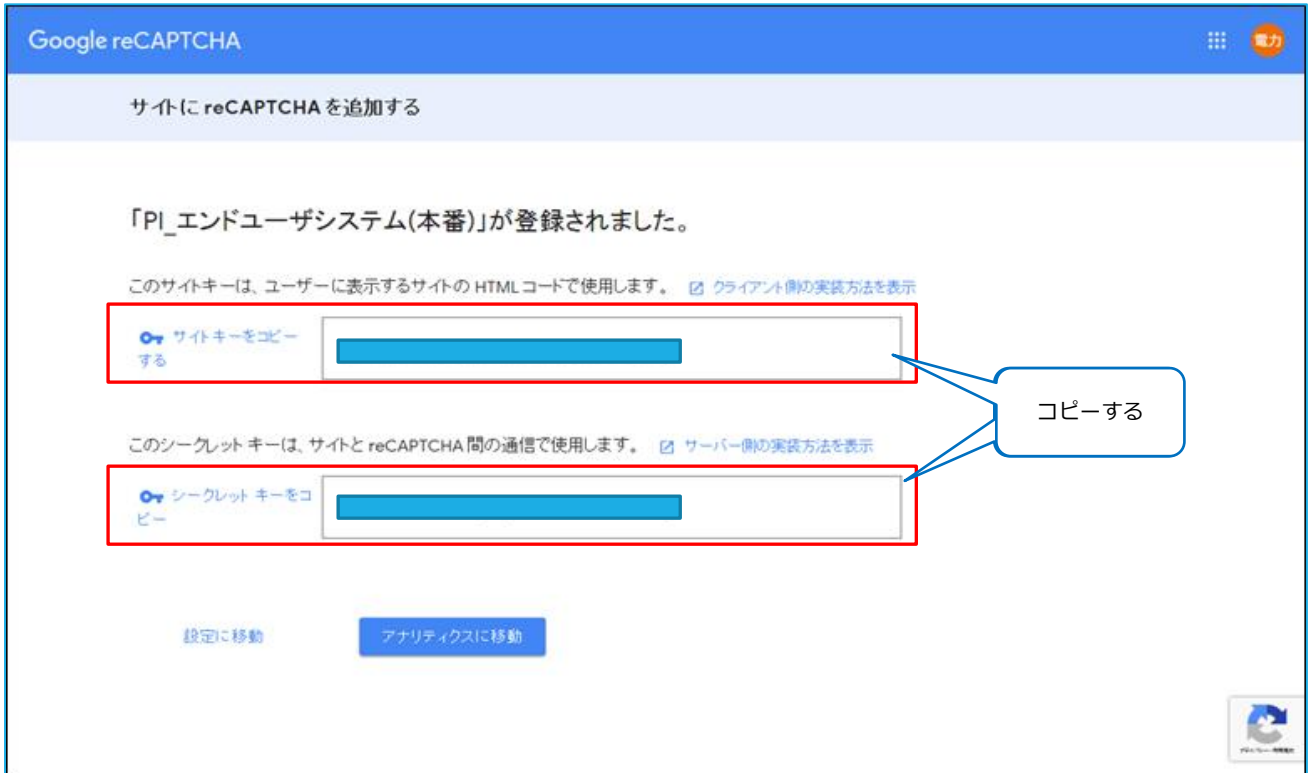 Google reCAPTCHA
電力
サイトに reCAPTCHA を追加する
「PI_エンドユーザシステム(本番)」が登録されました。
このサイトキーは、ユーザーに表示するサイトの HTML コードで使用します。 クライアント側の実装方法を表示
サイトキーをコピー
する
コピーする
このシークレット キーは、サイトと reCAPTCHA 間の通信で使用します。 サーバー側の実装方法を表示
シークレット キーをコ
ピー
設定に移動 アナリティクスに移動